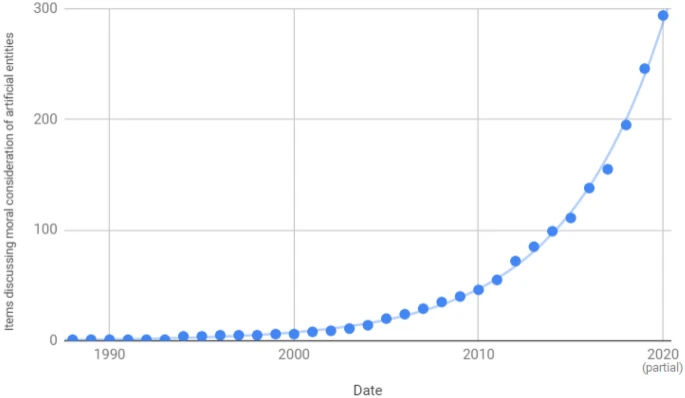 Items discussing moral consideration of artificial entities
300
200
100
0
1990
2000
2010
2020
(partial)
Date